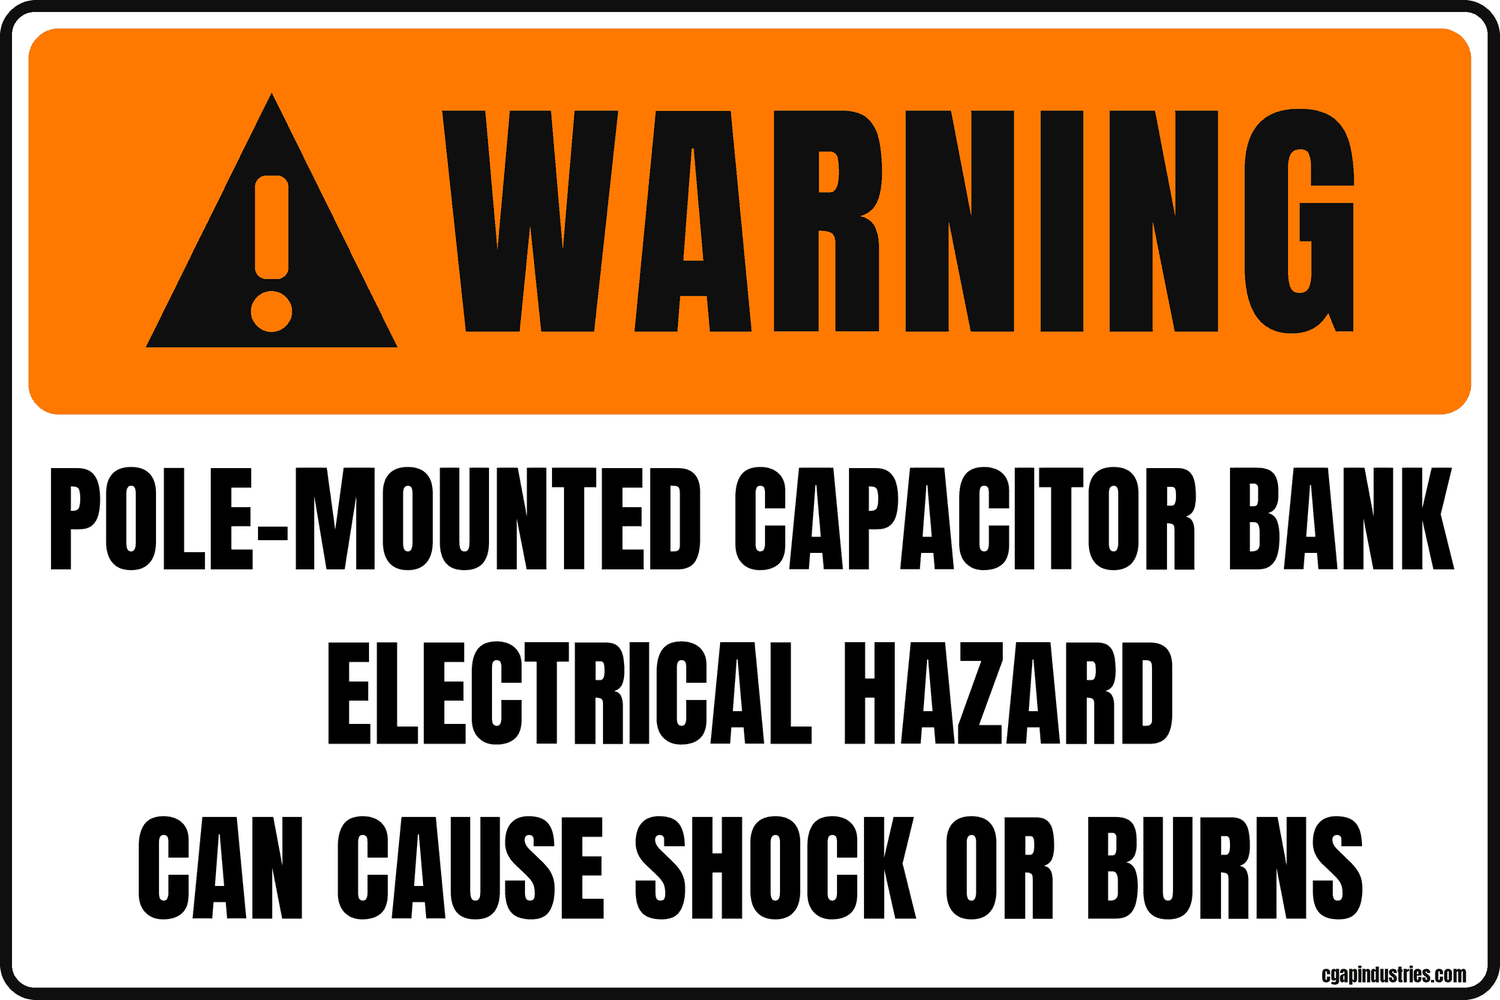 WARNING
POLE-MOUNTED CAPACITOR BANK
ELECTRICAL HAZARD
CAN CAUSE SHOCK OR BURNS
cgapindustries.com